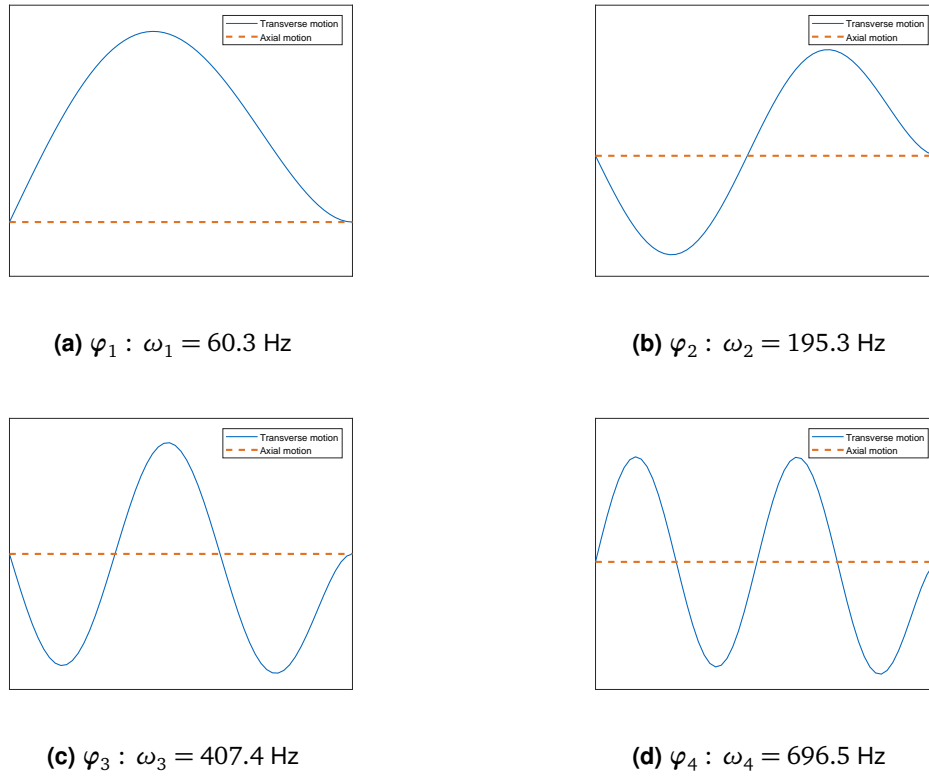 Transverse motion
Axial motion
Transverse motion
Axial motion
(a) φ₁ : ω₁ = 60.3 Hz
(b) φ₂ : ω₂ = 195.3 Hz
Transverse motion
Axial motion
Transverse motion
Axial motion
(c) φ₃ : ω₃ = 407.4 Hz
(d) φ₄ : ω₄ = 696.5 Hz